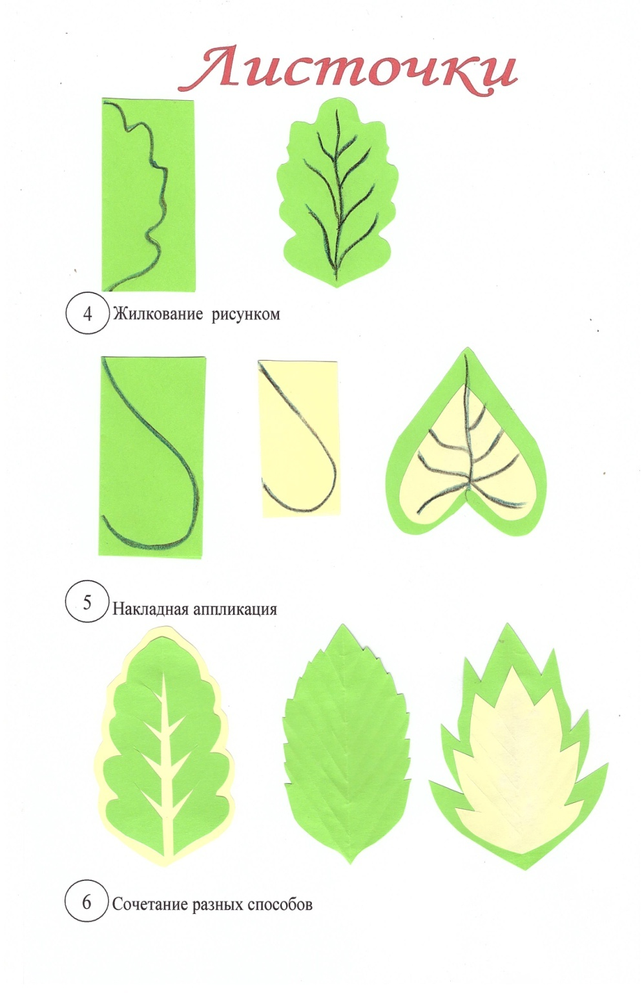 Листочки
4 Жилкование рисунком
5 Накладная аппликация
6 Сочетание разных способов